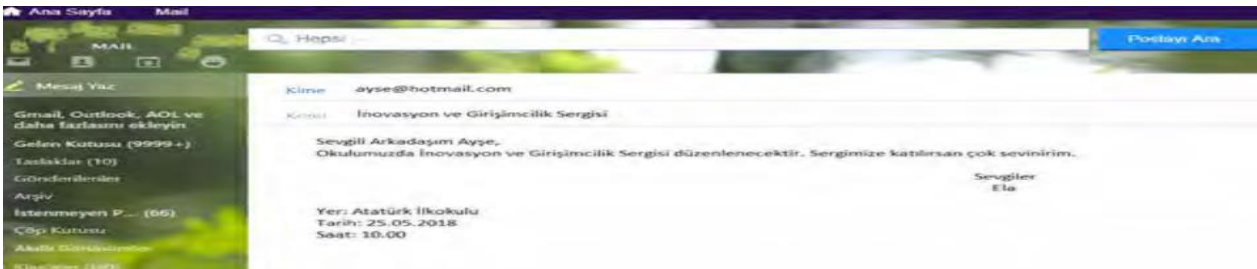 Ana Sayfa Mail
MAIL
Hepsi
Postayı Ara
Mesaj Yaz
Kime ayse@hotmail.com
Gmail, Outlook, AOL ve
daha fazlasını ekleyin
Konu İnovasyon ve Girişimcilik Sergisi
Gelen Kutusu (9999+)
Taslaklar (10)
Gönderilenler
Arşiv
İstenmeyen P... (66)
Çöp Kutusu
Sevgili Arkadaşım Ayşe,
Okulumuzda İnovasyon ve Girişimcilik Sergisi düzenlenecektir. Sergimize katılırsan çok sevinirim.
Sevgiler
Ela
Yer: Atatürk İlkokulu
Tarih: 25.05.2018
Saat: 10.00